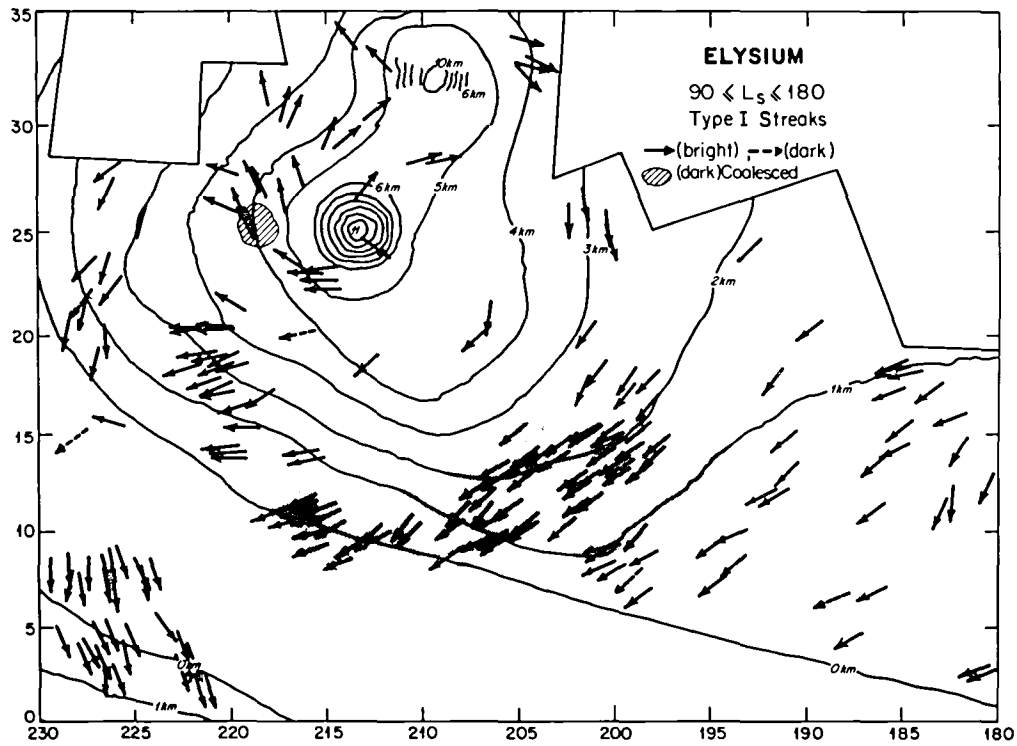 ELYSIUM
90 ⩽ Ls ⩽ 180
Type I Streaks
(bright), (dark)
(dark)Coalesced
35
30
25
20
15
10
5
0
10km
6km
6km
5km
11
4km
3km
2km
1km
0km
0km
1km
230 225 220 215 210 205 200 195 190 185 180